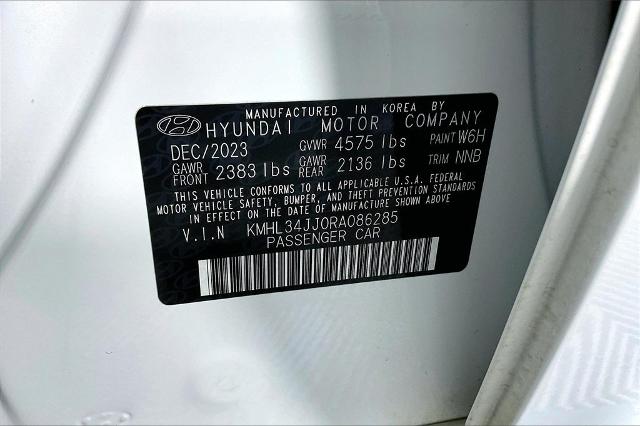 MANUFACTURED IN KOREA BY
HYUNDAI MOTOR COMPANY
DEC/2023 GVWR 4575 lbs PAINT W6H
GAWR FRONT 2383 lbs GAWR REAR 2136 lbs TRIM NNB
THIS VEHICLE CONFORMS TO ALL APPLICABLE U.S.A. FEDERAL
MOTOR VEHICLE SAFETY, BUMPER, AND THEFT PREVENTION STANDARDS
IN EFFECT ON THE DATE OF MANUFACTURE SHOWN ABOVE
V.I.N KMHL34JJ0RA086285
PASSENGER CAR